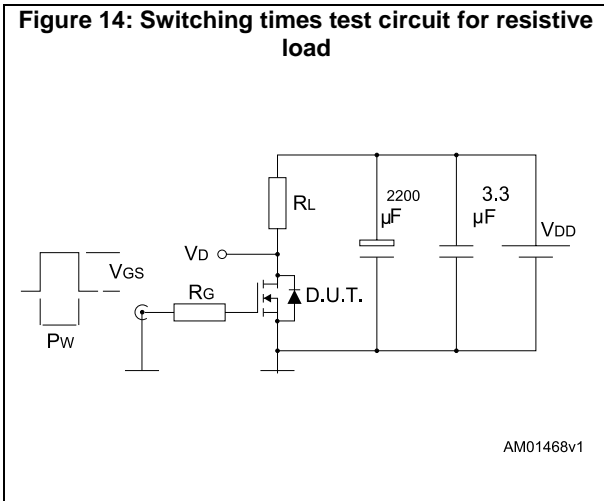 Figure 14: Switching times test circuit for resistive
load
RL
2200
μF
3.3
μF
VDD
VD
VGS
RG
D.U.T.
PW
AM01468v1